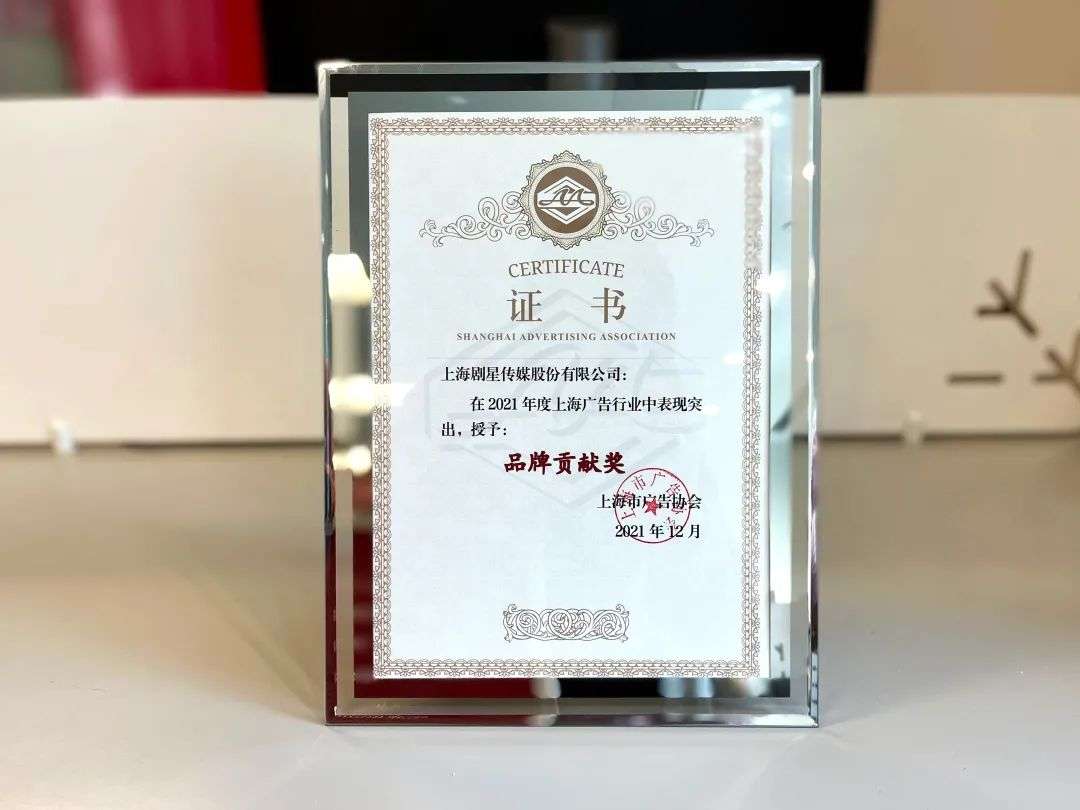 CERTIFICATE
证 书
SHANGHAI ADVERTISING ASSOCIATION
上海剧星传媒股份有限公司：
在 2021 年度上海广告行业中表现突
出，授予：
品牌贡献奖
上海市广告协会
2021 年 12 月